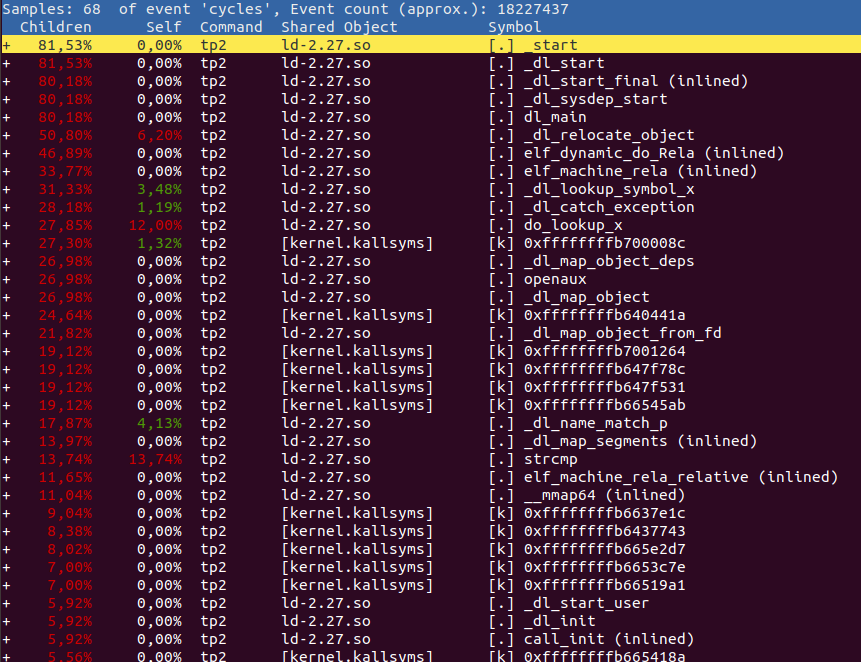 Samples: 68  of event 'cycles', Event count (approx.): 18227437
  Children      Self  Command  Shared Object        Symbol
+   81,53%     0,00%  tp2      ld-2.27.so           [.] _start
+   81,53%     0,00%  tp2      ld-2.27.so           [.] _dl_start
+   80,18%     0,00%  tp2      ld-2.27.so           [.] _dl_start_final (inlined)
+   80,18%     0,00%  tp2      ld-2.27.so           [.] _dl_sysdep_start
+   80,18%     0,00%  tp2      ld-2.27.so           [.] dl_main
+   50,80%     6,20%  tp2      ld-2.27.so           [.] _dl_relocate_object
+   46,89%     0,00%  tp2      ld-2.27.so           [.] elf_dynamic_do_Rela (inlined)
+   33,77%     0,00%  tp2      ld-2.27.so           [.] elf_machine_rela (inlined)
+   31,33%     3,48%  tp2      ld-2.27.so           [.] _dl_lookup_symbol_x
+   28,18%     1,19%  tp2      ld-2.27.so           [.] _dl_catch_exception
+   27,85%    12,00%  tp2      ld-2.27.so           [.] do_lookup_x
+   27,30%     1,32%  tp2      [kernel.kallsyms]    [k] 0xffffffffb700008c
+   26,98%     0,00%  tp2      ld-2.27.so           [.] _dl_map_object_deps
+   26,98%     0,00%  tp2      ld-2.27.so           [.] openaux
+   26,98%     0,00%  tp2      ld-2.27.so           [.] _dl_map_object
+   24,64%     0,00%  tp2      [kernel.kallsyms]    [k] 0xffffffffb640441a
+   21,82%     0,00%  tp2      ld-2.27.so           [.] _dl_map_object_from_fd
+   19,12%     0,00%  tp2      [kernel.kallsyms]    [k] 0xffffffffb7001264
+   19,12%     0,00%  tp2      [kernel.kallsyms]    [k] 0xffffffffb647f78c
+   19,12%     0,00%  tp2      [kernel.kallsyms]    [k] 0xffffffffb647f531
+   19,12%     0,00%  tp2      [kernel.kallsyms]    [k] 0xffffffffb66545ab
+   17,87%     4,13%  tp2      ld-2.27.so           [.] _dl_name_match_p
+   13,97%     0,00%  tp2      ld-2.27.so           [.] _dl_map_segments (inlined)
+   13,74%    13,74%  tp2      ld-2.27.so           [.] strcmp
+   11,65%     0,00%  tp2      ld-2.27.so           [.] elf_machine_rela_relative (inlined)
+   11,04%     0,00%  tp2      ld-2.27.so           [.] __mmap64 (inlined)
+    9,04%     0,00%  tp2      [kernel.kallsyms]    [k] 0xffffffffb6637e1c
+    8,38%     0,00%  tp2      [kernel.kallsyms]    [k] 0xffffffffb6437743
+    8,02%     0,00%  tp2      [kernel.kallsyms]    [k] 0xffffffffb665e2d7
+    7,00%     0,00%  tp2      [kernel.kallsyms]    [k] 0xffffffffb6653c7e
+    7,00%     0,00%  tp2      [kernel.kallsyms]    [k] 0xffffffffb66519a1
+    5,92%     0,00%  tp2      ld-2.27.so           [.] _dl_start_user
+    5,92%     0,00%  tp2      ld-2.27.so           [.] _dl_init
+    5,92%     0,00%  tp2      ld-2.27.so           [.] call_init (inlined)
+    5,56%     0,00%  tp2      [kernel.kallsyms]    [k] 0xffffffffb665418a